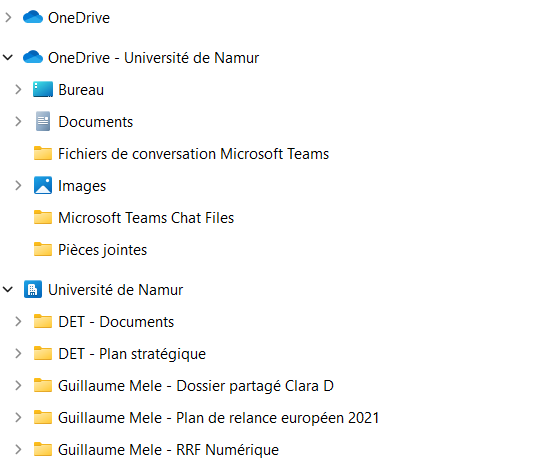 OneDrive
OneDrive - Université de Namur
Bureau
Documents
Fichiers de conversation Microsoft Teams
Images
Microsoft Teams Chat Files
Pièces jointes
Université de Namur
DET - Documents
DET - Plan stratégique
Guillaume Mele - Dossier partagé Clara D
Guillaume Mele - Plan de relance européen 2021
Guillaume Mele - RRF Numérique